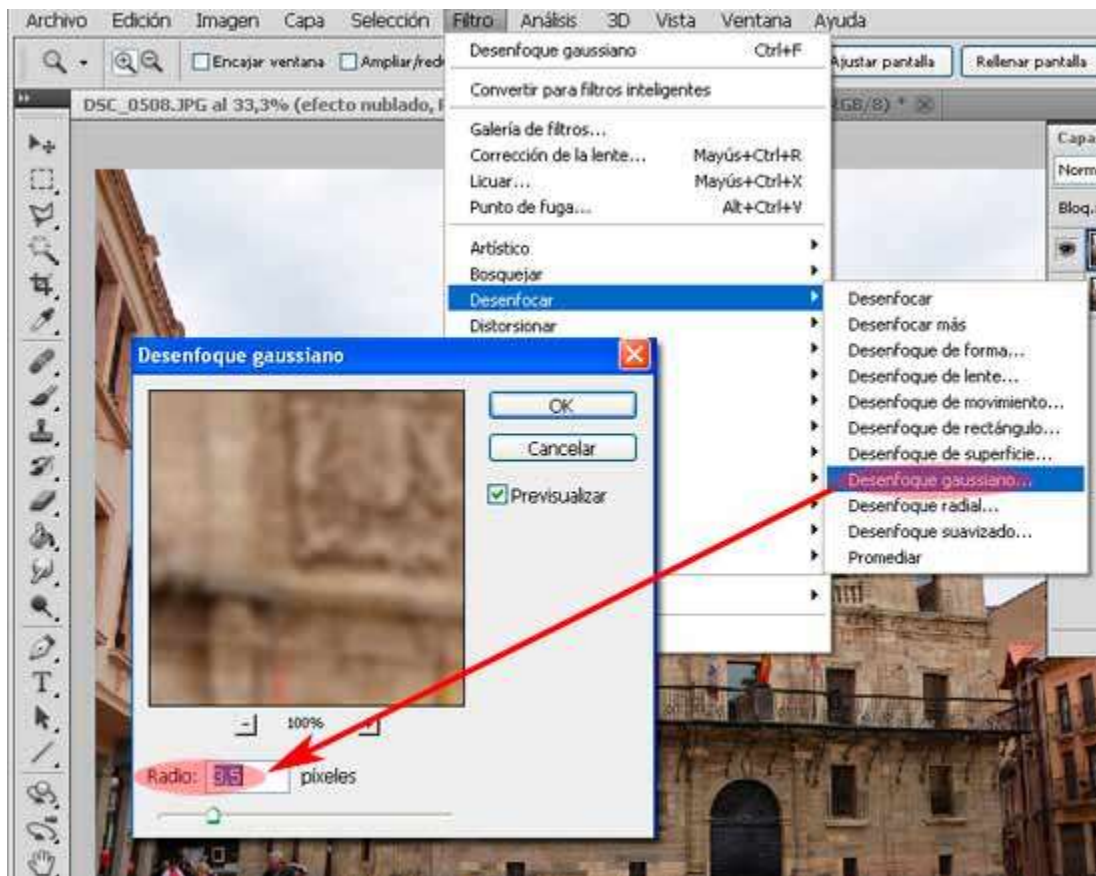 Archivo Edición Imagen Capa Selección Filtro Análisis 3D Vista Ventana Ayuda
Encajar ventana Ampliar/red Ajustar pantalla Rellenar pantalla
DSC_0508.JPG al 33,3% (efecto nublado, RGB/8) *
Desenfoque gaussiano Ctrl+F
Convertir para filtros inteligentes
Galería de filtros...
Corrección de la lente... Mayús+Ctrl+R
Licuar... Mayús+Ctrl+X
Punto de fuga... Alt+Ctrl+V
Artístico
Bosquejar
Desenfocar
Distorsionar
Desenfocar
Desenfocar más
Desenfoque de forma...
Desenfoque de lente...
Desenfoque de movimiento...
Desenfoque de rectángulo...
Desenfoque de superficie...
Desenfoque gaussiano...
Desenfoque radial...
Desenfoque suavizado...
Promediar
Capa
Norm
Bloq.
Desenfoque gaussiano
OK
Cancelar
Previsualizar
- 100% +
Radio: 3,5 píxeles
T